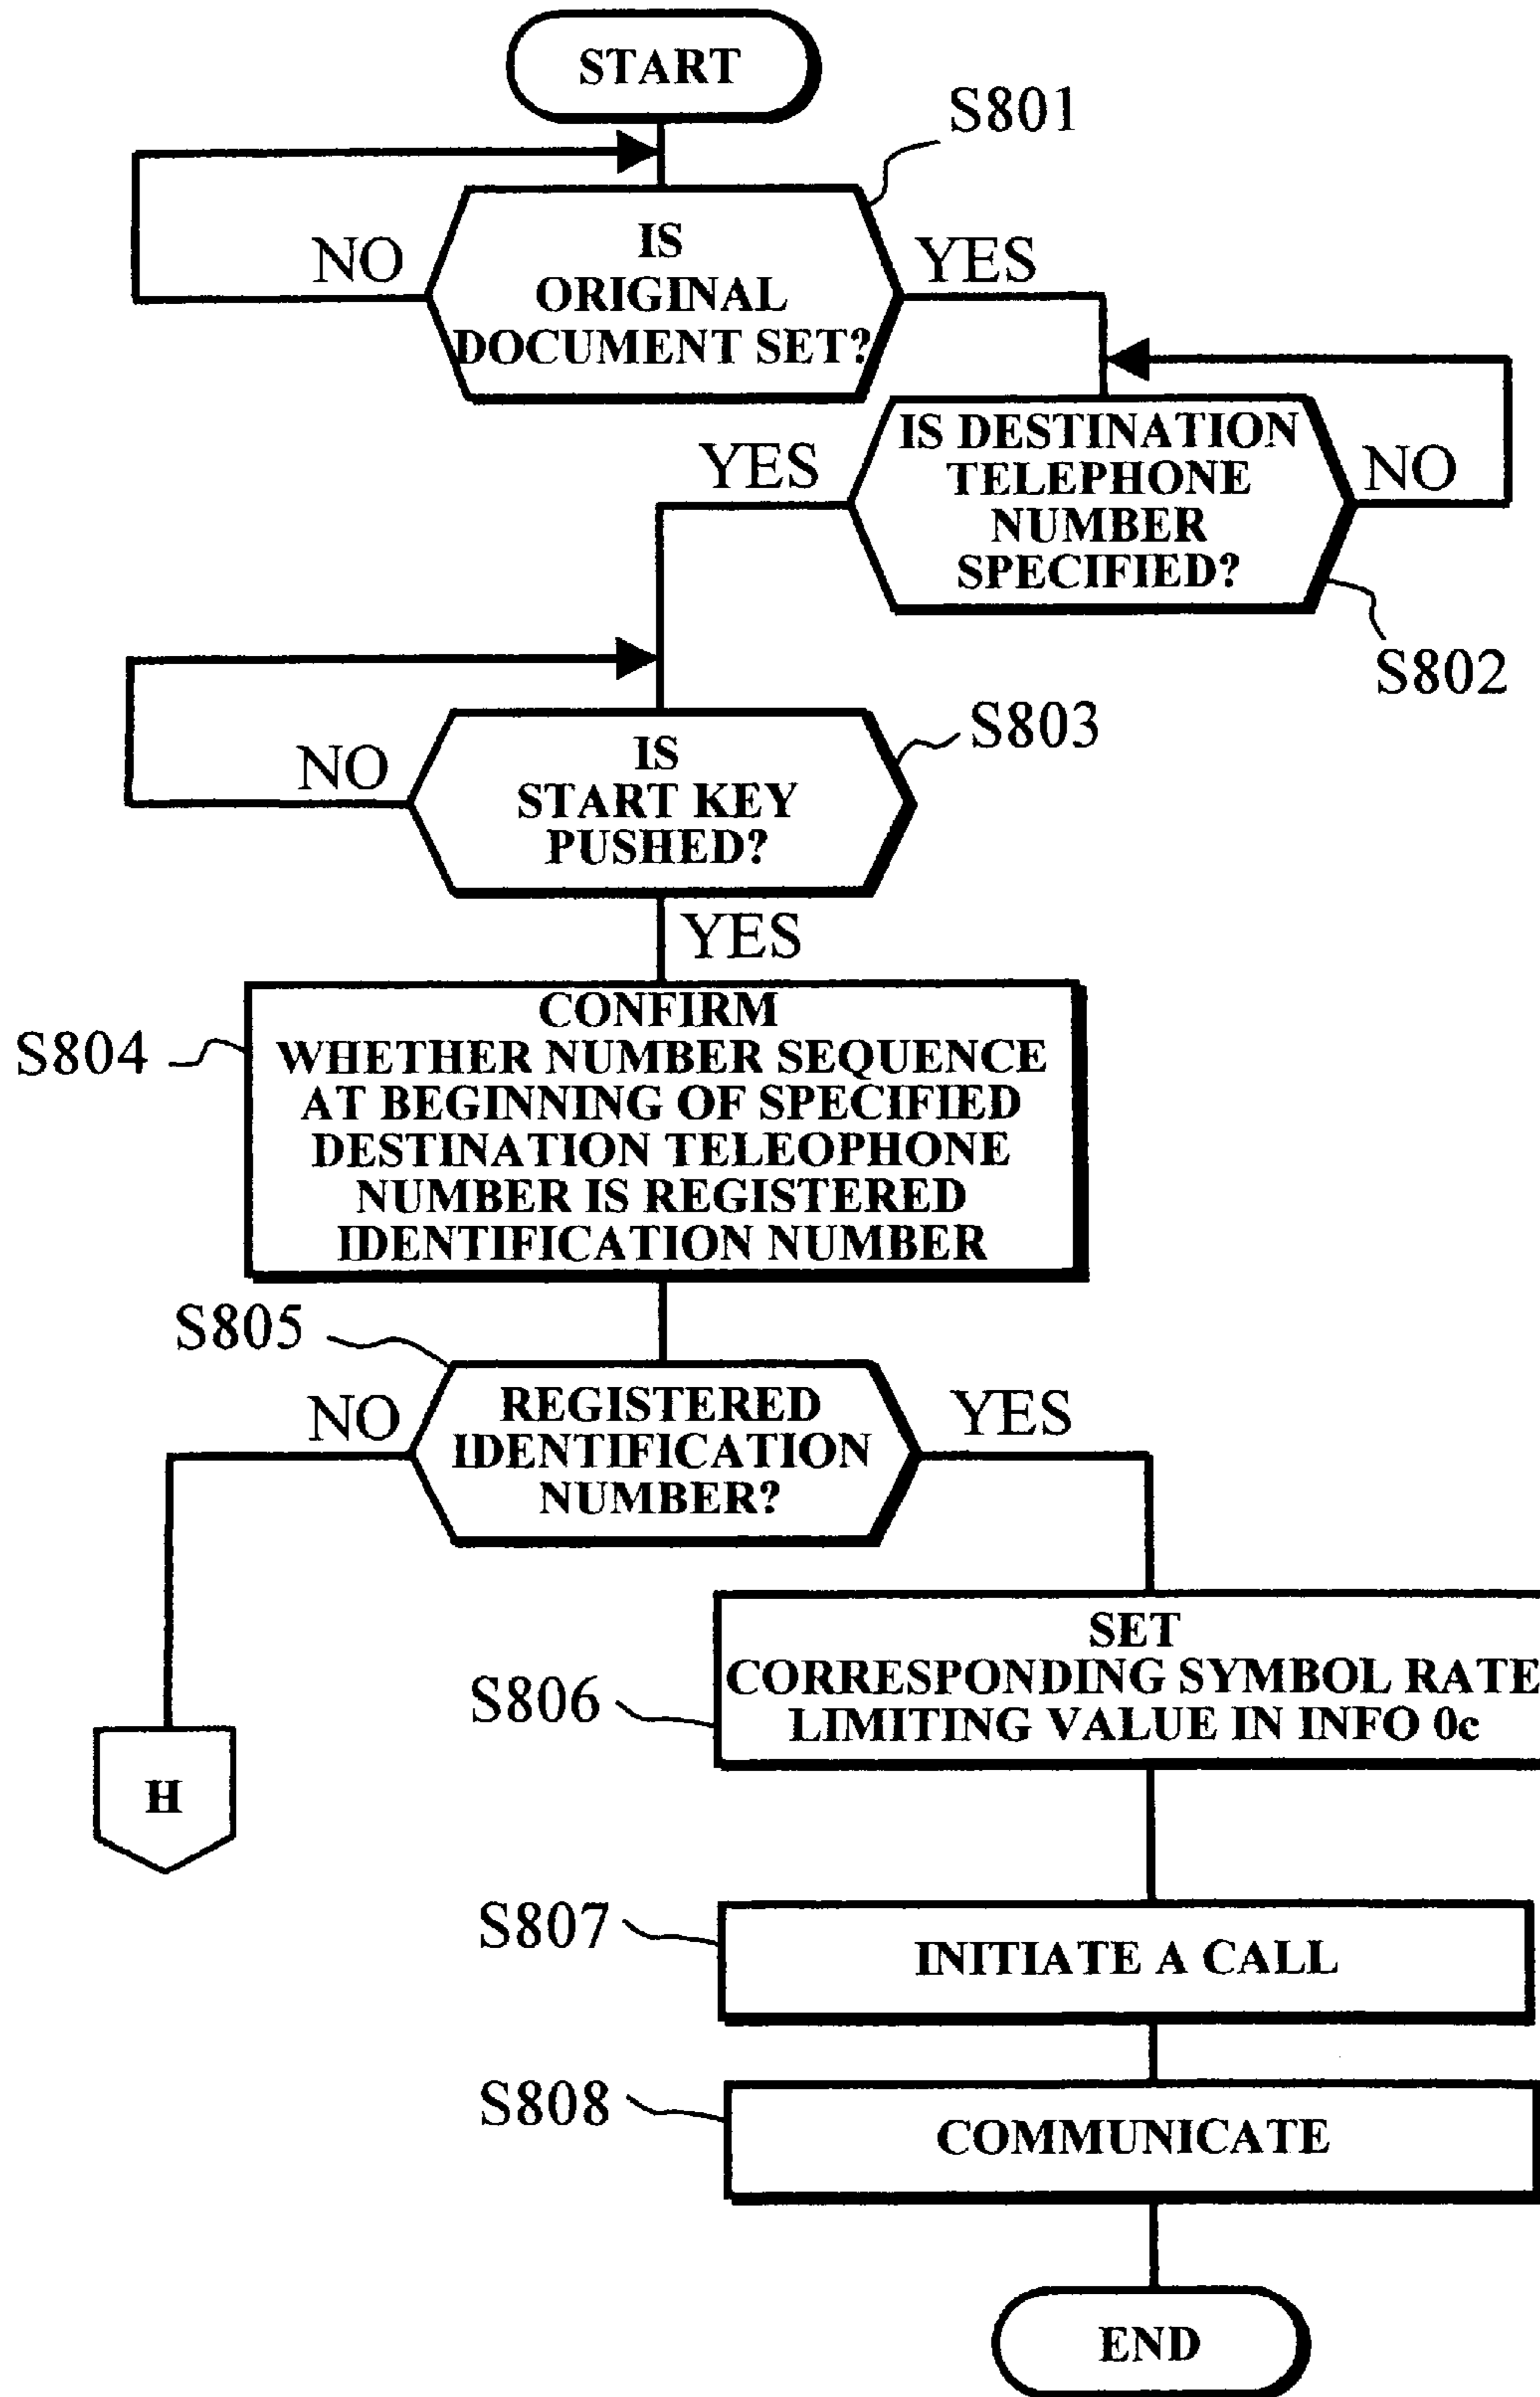 START
S801
IS
ORIGINAL
DOCUMENT SET?
NO
YES
IS DESTINATION
TELEPHONE
NUMBER
SPECIFIED?
YES
NO
S802
S803
IS
START KEY
PUSHED?
NO
YES
S804
CONFIRM
WHETHER NUMBER SEQUENCE
AT BEGINNING OF SPECIFIED
DESTINATION TELEOPHONE
NUMBER IS REGISTERED
IDENTIFICATION NUMBER
S805
NO
REGISTERED
IDENTIFICATION
NUMBER?
YES
S806
SET
CORRESPONDING SYMBOL RATE
LIMITING VALUE IN INFO 0c
H
S807
INITIATE A CALL
S808
COMMUNICATE
END